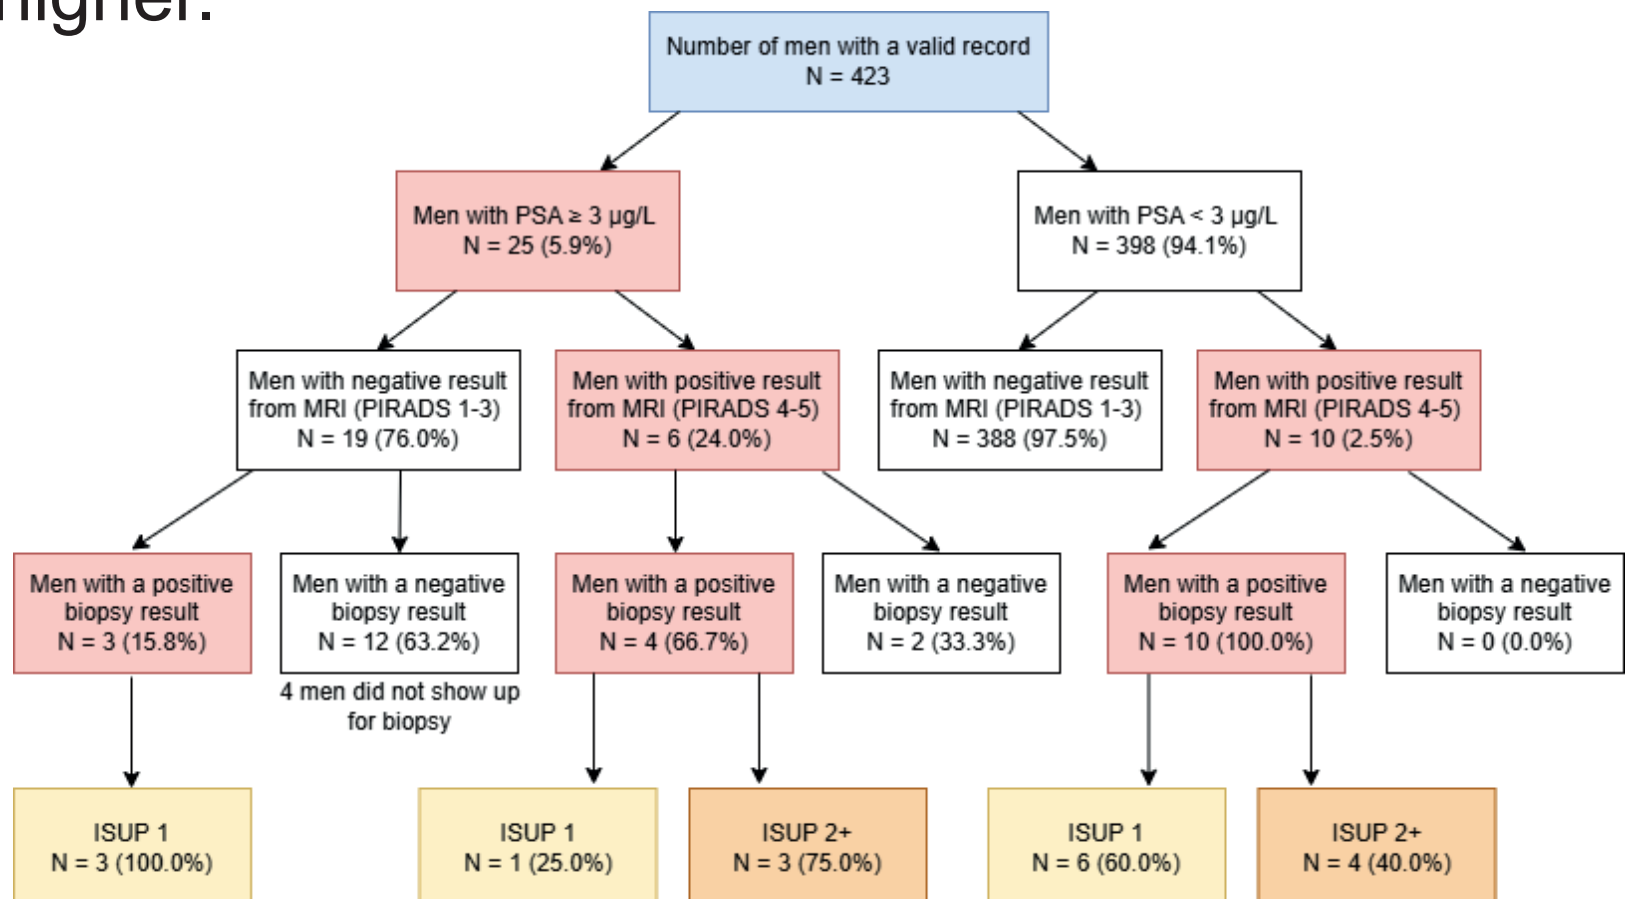 higher.
Number of men with a valid record
N = 423
Men with PSA ≥ 3 µg/L
N = 25 (5.9%)
Men with PSA < 3 µg/L
N = 398 (94.1%)
Men with negative result
from MRI (PIRADS 1-3)
N = 19 (76.0%)
Men with positive result
from MRI (PIRADS 4-5)
N = 6 (24.0%)
Men with negative result
from MRI (PIRADS 1-3)
N = 388 (97.5%)
Men with positive result
from MRI (PIRADS 4-5)
N = 10 (2.5%)
Men with a positive
biopsy result
N = 3 (15.8%)
Men with a negative
biopsy result
N = 12 (63.2%)
4 men did not show up
for biopsy
Men with a positive
biopsy result
N = 4 (66.7%)
Men with a negative
biopsy result
N = 2 (33.3%)
Men with a positive
biopsy result
N = 10 (100.0%)
Men with a negative
biopsy result
N = 0 (0.0%)
ISUP 1
N = 3 (100.0%)
ISUP 1
N = 1 (25.0%)
ISUP 2+
N = 3 (75.0%)
ISUP 1
N = 6 (60.0%)
ISUP 2+
N = 4 (40.0%)